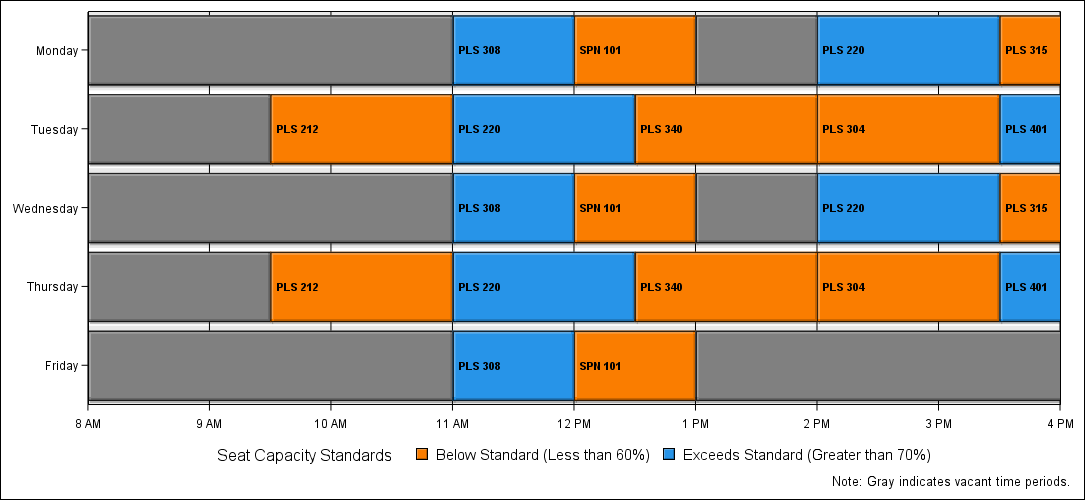 Monday
PLS 308
SPN 101
PLS 220
PLS 315
Tuesday
PLS 212
PLS 220
PLS 340
PLS 304
PLS 401
Wednesday
PLS 308
SPN 101
PLS 220
PLS 315
Thursday
PLS 212
PLS 220
PLS 340
PLS 304
PLS 401
Friday
PLS 308
SPN 101
8 AM 9 AM 10 AM 11 AM 12 PM 1 PM 2 PM 3 PM 4 PM
Seat Capacity Standards Below Standard (Less than 60%) Exceeds Standard (Greater than 70%)
Note: Gray indicates vacant time periods.